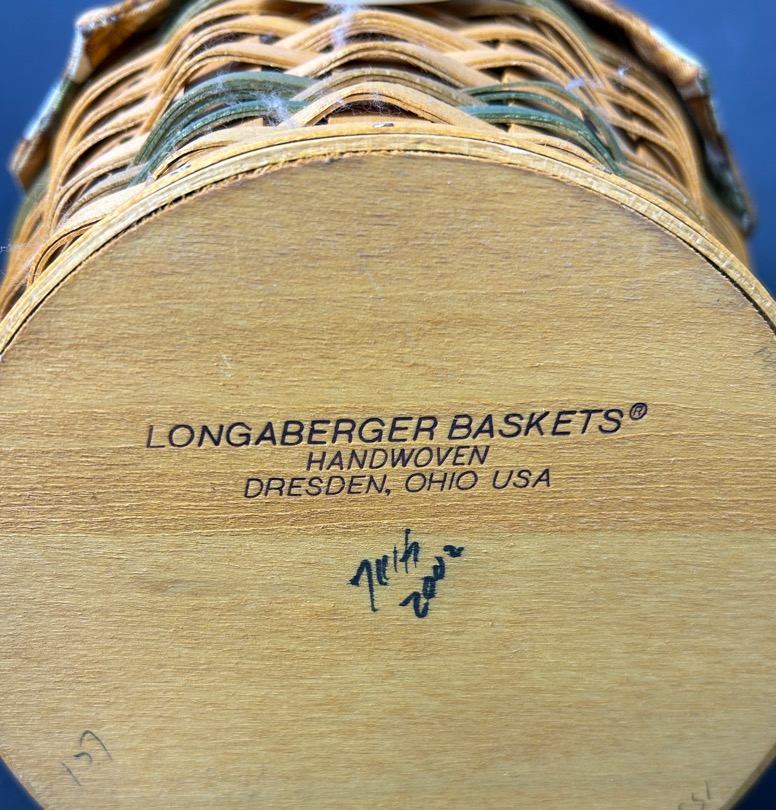 LONGABERGER BASKETS®
HANDWOVEN
DRESDEN, OHIO USA
2002